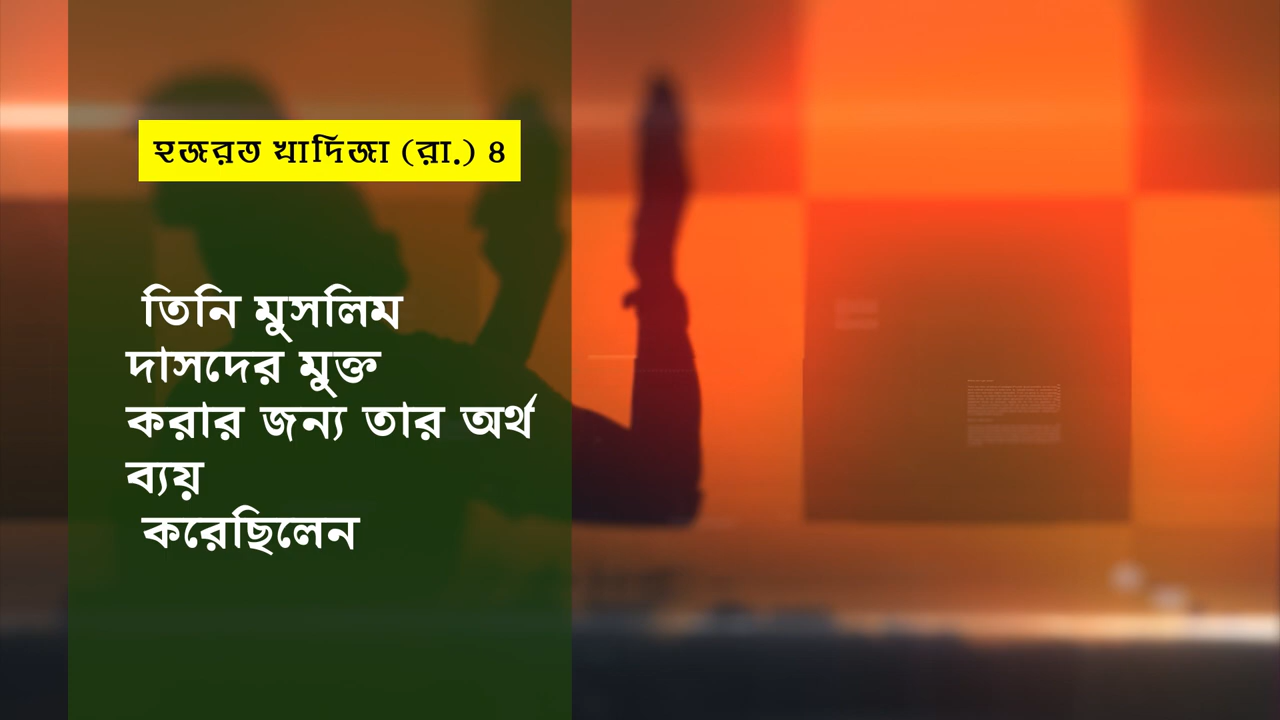 হজরত খাদিজা (রা.) ৪
তিনি মুসলিম
দাসদের মুক্ত
করার জন্য তার অর্থ
ব্যয়
করেছিলেন